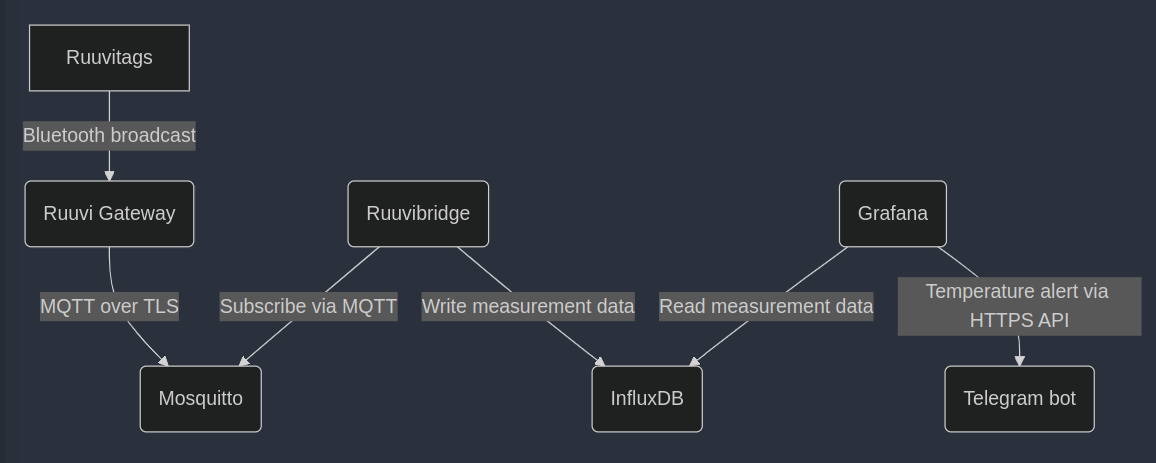 Ruuvitags
Bluetooth broadcast
Ruuvi Gateway
Ruuvibridge
Grafana
MQTT over TLS
Subscribe via MQTT
Write measurement data
Read measurement data
Temperature alert via
HTTPS API
Mosquitto
InfluxDB
Telegram bot